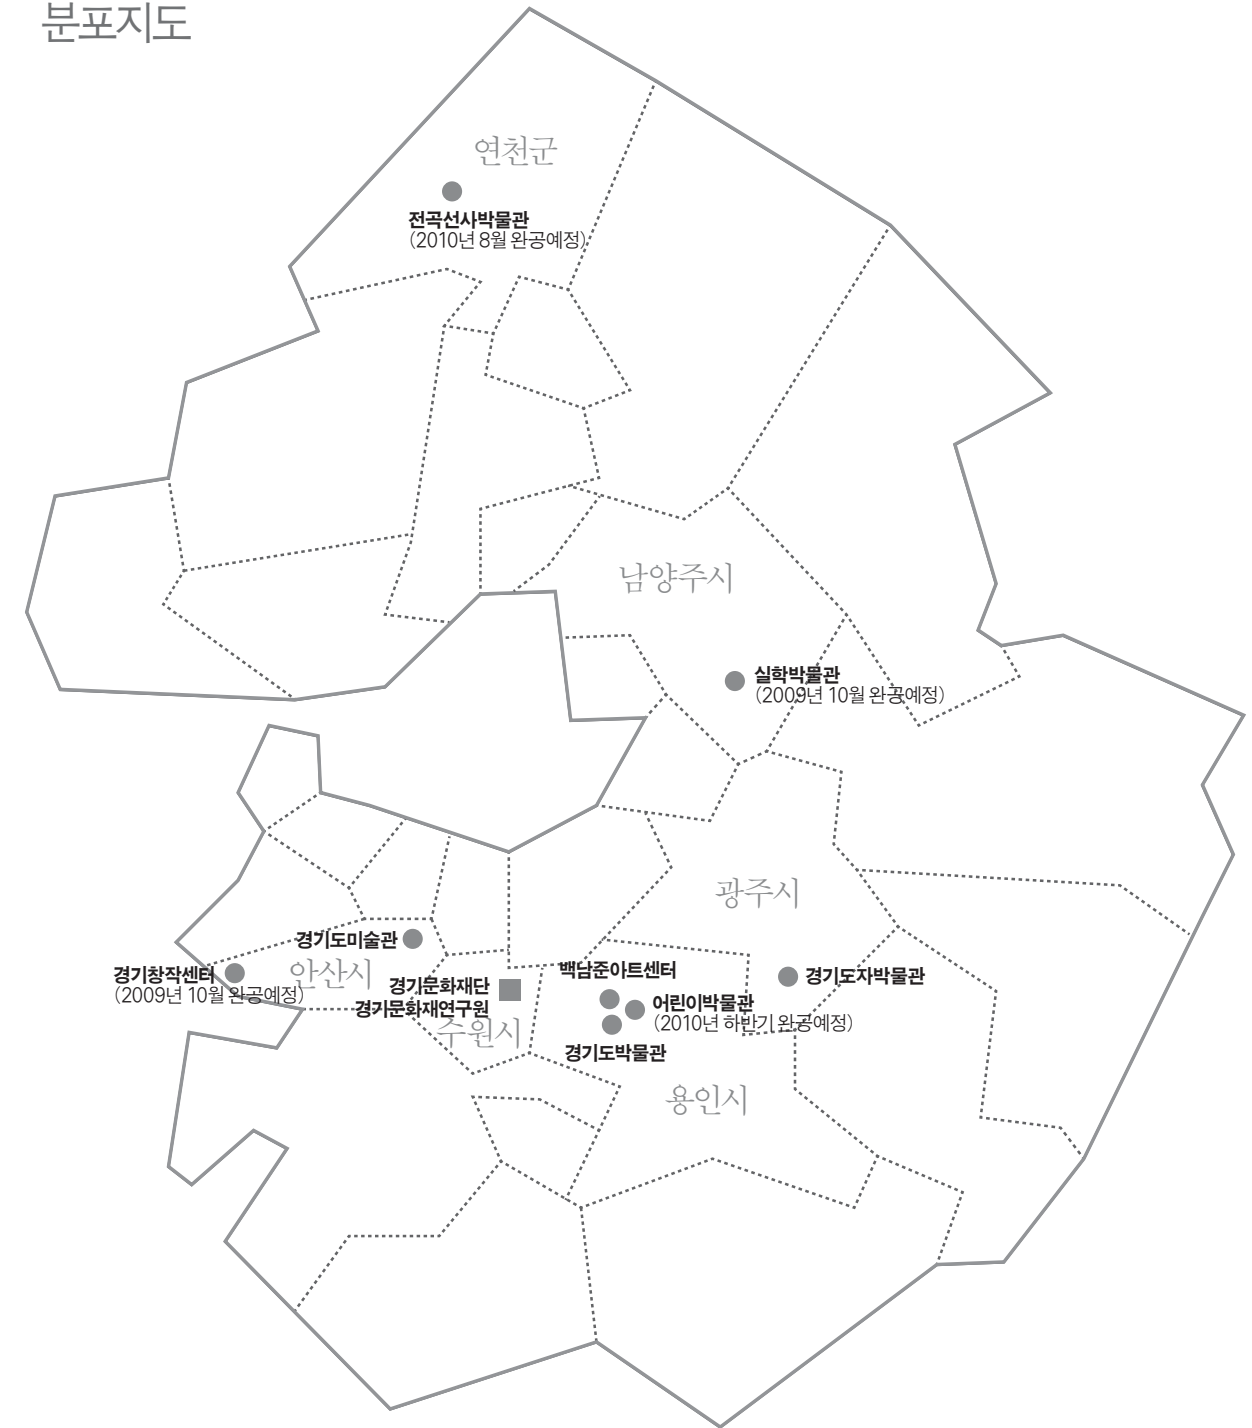 분포지도
연천군
전곡선사박물관
(2010년 8월 완공예정)
남양주시
실학박물관
(2009년 10월 완공예정)
광주시
경기도미술관
안산시
경기창작센터
(2009년 10월 완공예정)
경기문화재단
경기문화재연구원
수원시
백남준아트센터
어린이박물관
(2010년 하반기 완공예정)
경기도박물관
경기도자박물관
용인시